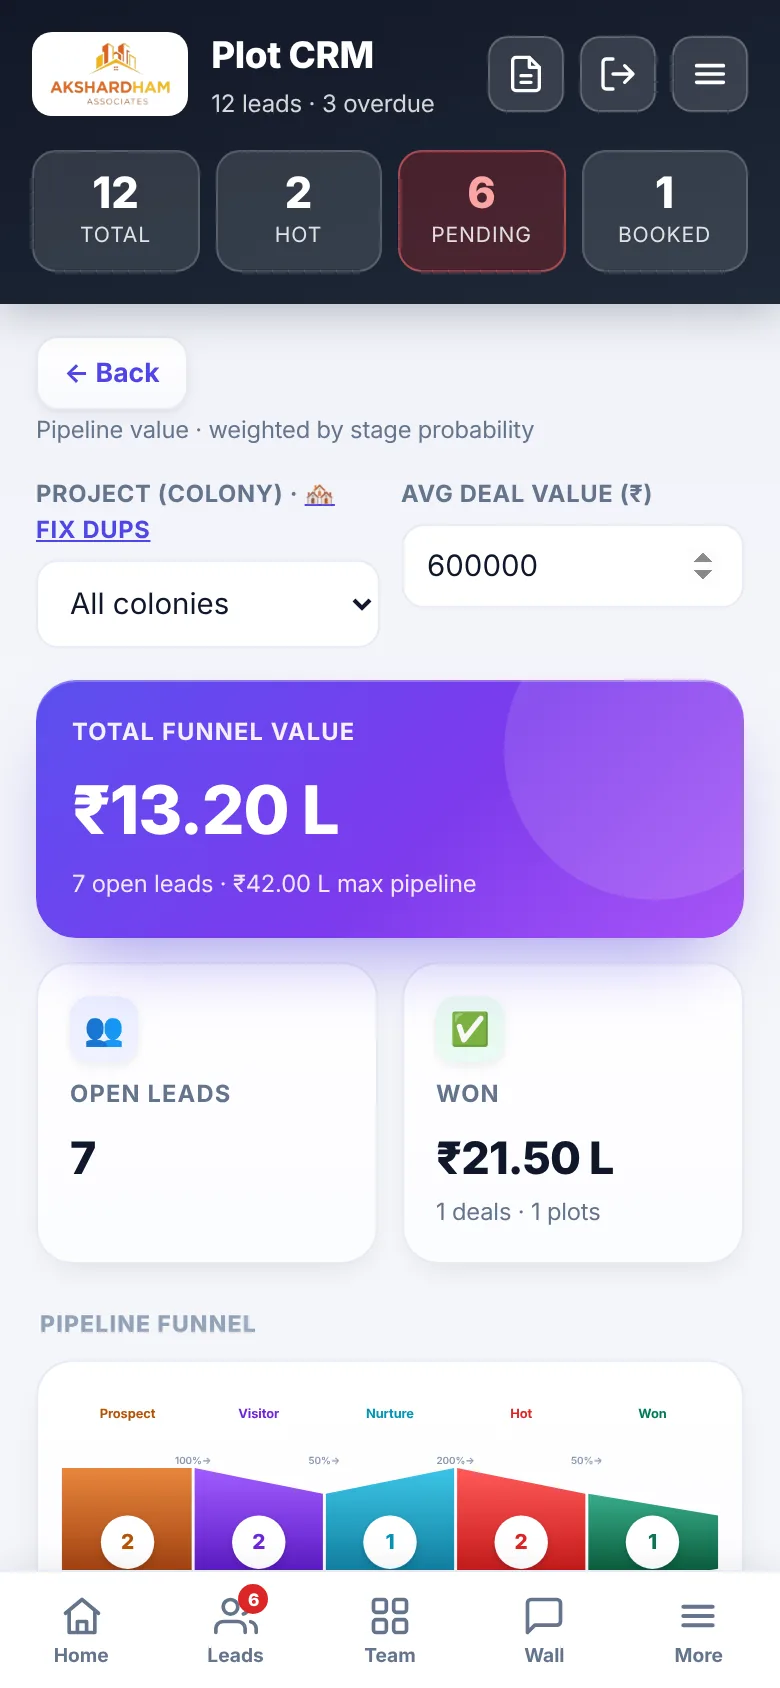 AKSHARDHAM
ASSOCIATES
Plot CRM
12 leads · 3 overdue
12
TOTAL
2
HOT
6
PENDING
1
BOOKED
← Back
Pipeline value · weighted by stage probability
PROJECT (COLONY) · 🏘️
FIX DUPS
All colonies
AVG DEAL VALUE (₹)
600000
TOTAL FUNNEL VALUE
₹13.20 L
7 open leads · ₹42.00 L max pipeline
OPEN LEADS
7
WON
₹21.50 L
1 deals · 1 plots
PIPELINE FUNNEL
Prospect Visitor Nurture Hot Won
100%→ 50%→ 200%→ 50%→
2 2 1 2 1
6
Home Leads Team Wall More